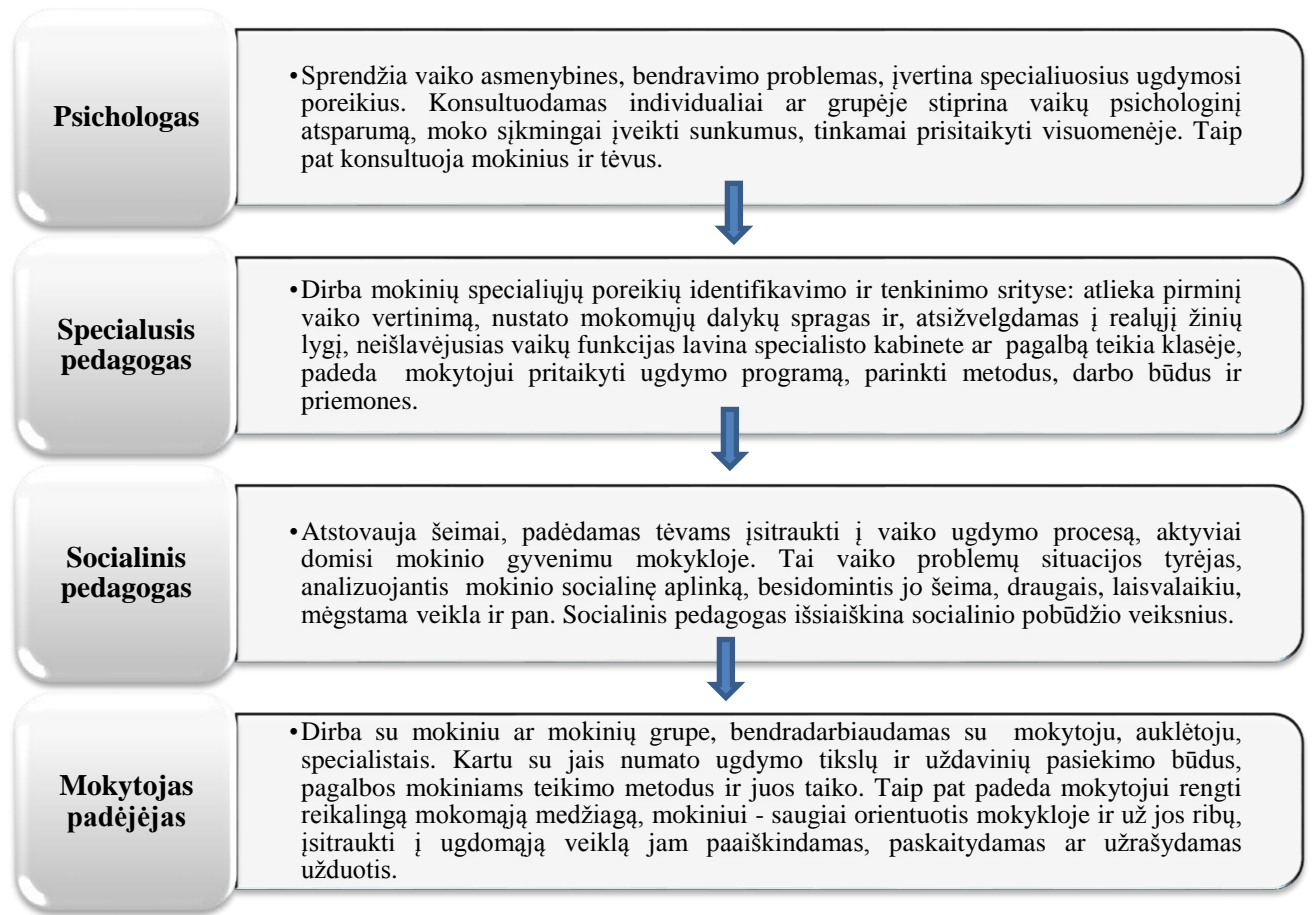 Psichologas
•Sprendžia vaiko asmenybines, bendravimo problemas, įvertina specialiuosius ugdymosi
poreikius. Konsultuodamas individualiai ar grupėje stiprina vaikų psichologinį
atsparumą, moko sįkmingai įveikti sunkumus, tinkamai prisitaikyti visuomenėje. Taip
pat konsultuoja mokinius ir tėvus.
Specialusis
pedagogas
•Dirba mokinių specialiųjų poreikių identifikavimo ir tenkinimo srityse: atlieka pirminį
vaiko vertinimą, nustato mokomųjų dalykų spragas ir, atsižvelgdamas į realųjį žinių
lygį, neišlavėjusias vaikų funkcijas lavina specialisto kabinete ar pagalbą teikia klasėje,
padeda mokytojui pritaikyti ugdymo programą, parinkti metodus, darbo būdus ir
priemones.
Socialinis
pedagogas
•Atstovauja šeimai, padėdamas tėvams įsitraukti į vaiko ugdymo procesą, aktyviai
domisi mokinio gyvenimu mokykloje. Tai vaiko problemų situacijos tyrėjas,
analizuojantis mokinio socialinę aplinką, besidomintis jo šeima, draugais, laisvalaikiu,
mėgstama veikla ir pan. Socialinis pedagogas išsiaiškina socialinio pobūdžio veiksnius.
Mokytojas
padėjėjas
•Dirba su mokiniu ar mokinių grupe, bendradarbiaudamas su mokytoju, auklėtoju,
specialistais. Kartu su jais numato ugdymo tikslų ir uždavinių pasiekimo būdus,
pagalbos mokiniams teikimo metodus ir juos taiko. Taip pat padeda mokytojui rengti
reikalingą mokomąją medžiagą, mokiniui - saugiai orientuotis mokykloje ir už jos ribų,
įsitraukti į ugdomąją veiklą jam paaiškindamas, paskaitydamas ar užrašydamas
užduotis.